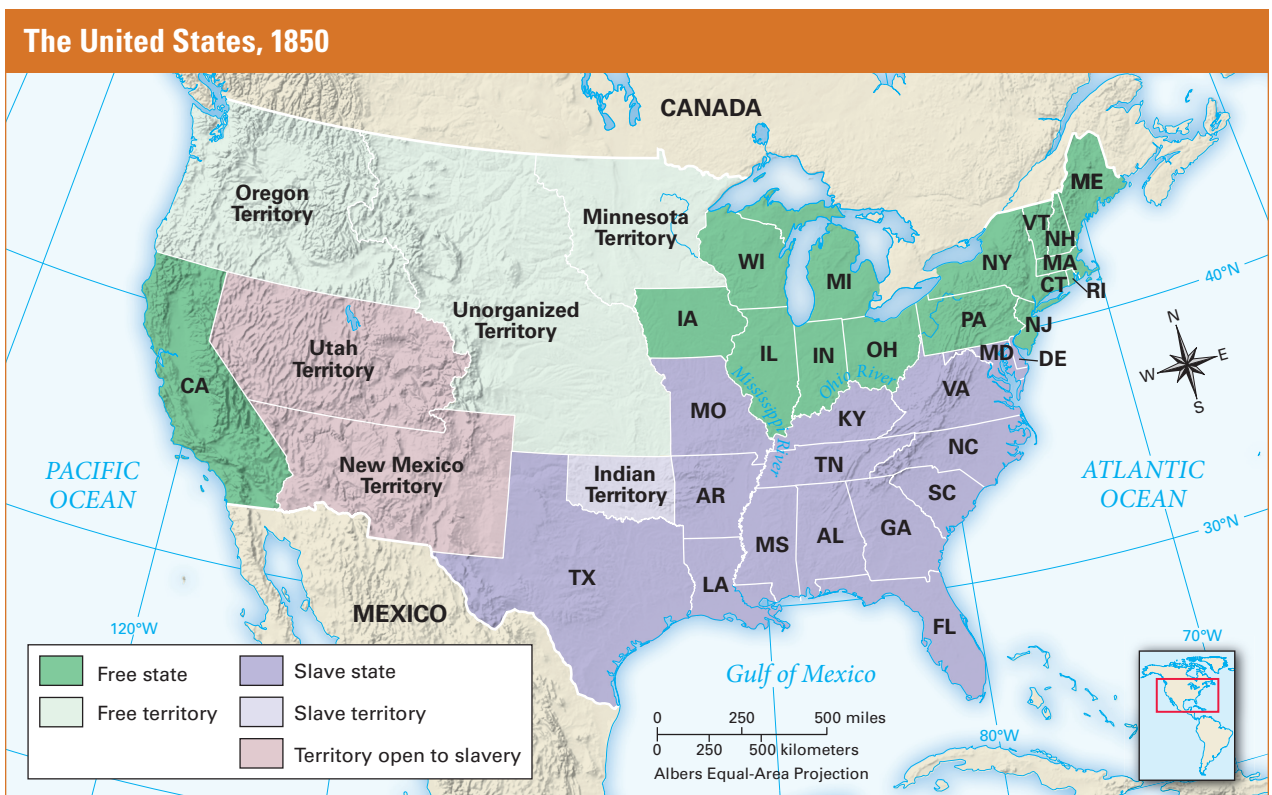 The United States, 1850
CANADA
ME
Oregon
Territory
Minnesota
Territory
VT
NH
MA
NY
CT
RI
40°N
WI
MI
Unorganized
Territory
IA
PA
NJ
N
E
W
S
Utah
Territory
IL
IN
OH
MD
DE
CA
Mississippi River
Ohio River
VA
MO
KY
NC
PACIFIC
OCEAN
New Mexico
Territory
Indian
Territory
TN
ATLANTIC
OCEAN
AR
SC
30°N
MS
AL
GA
TX
LA
MEXICO
FL
120°W
70°W
Gulf of Mexico
80°W
Free state
Free territory
Slave state
Slave territory
Territory open to slavery
0 250 500 miles
0 250 500 kilometers
Albers Equal-Area Projection